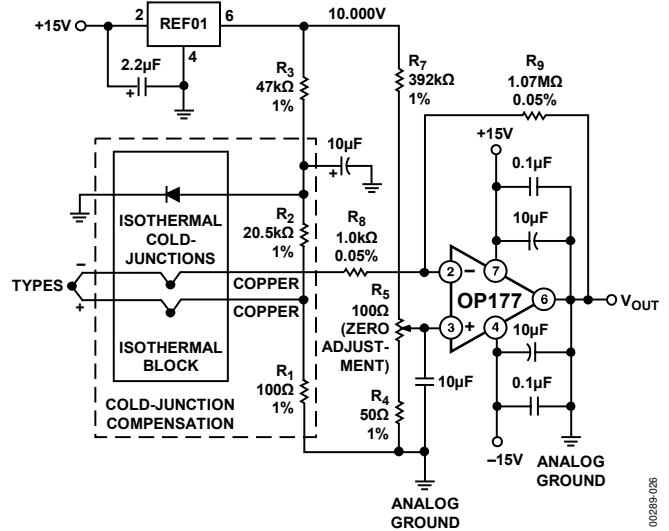 +15V
2
REF01
6
10.000V
4
2.2µF
+
R3
47kΩ
1%
R7
392kΩ
1%
R9
1.07MΩ
0.05%
+15V
10µF
+
0.1µF
10µF
+
ISOTHERMAL
COLD-
JUNCTIONS
R2
20.5kΩ
1%
R8
1.0kΩ
0.05%
–
TYPES
+
COPPER
COPPER
R5
100Ω
(ZERO
ADJUST-
MENT)
2
–
7
OP177
6
VOUT
3
+
4
ISOTHERMAL
BLOCK
R1
100Ω
1%
10µF
10µF
+
0.1µF
R4
50Ω
1%
COLD-JUNCTION
COMPENSATION
–15V
ANALOG
GROUND
ANALOG
GROUND
00289-026